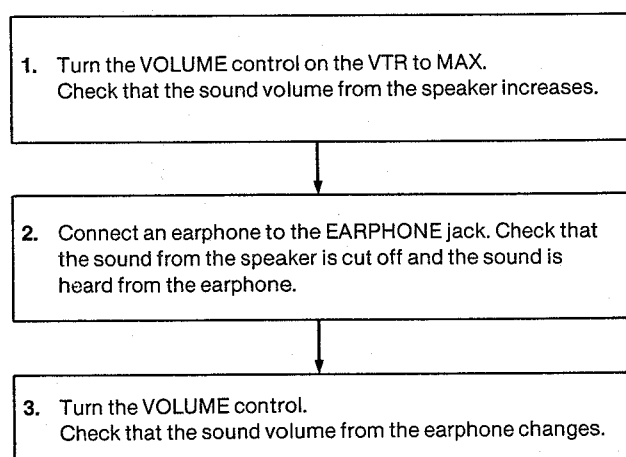 1. Turn the VOLUME control on the VTR to MAX.
Check that the sound volume from the speaker increases.
2. Connect an earphone to the EARPHONE jack. Check that
the sound from the speaker is cut off and the sound is
heard from the earphone.
3. Turn the VOLUME control.
Check that the sound volume from the earphone changes.